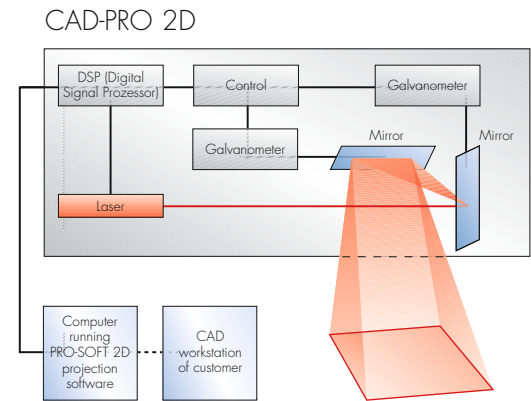 CAD-PRO 2D
DSP (Digital
Signal Prozessor)
Control
Galvanometer
Galvanometer
Mirror
Mirror
Laser
Computer
running
PRO-SOFT 2D
projection
software
CAD
workstation
of customer